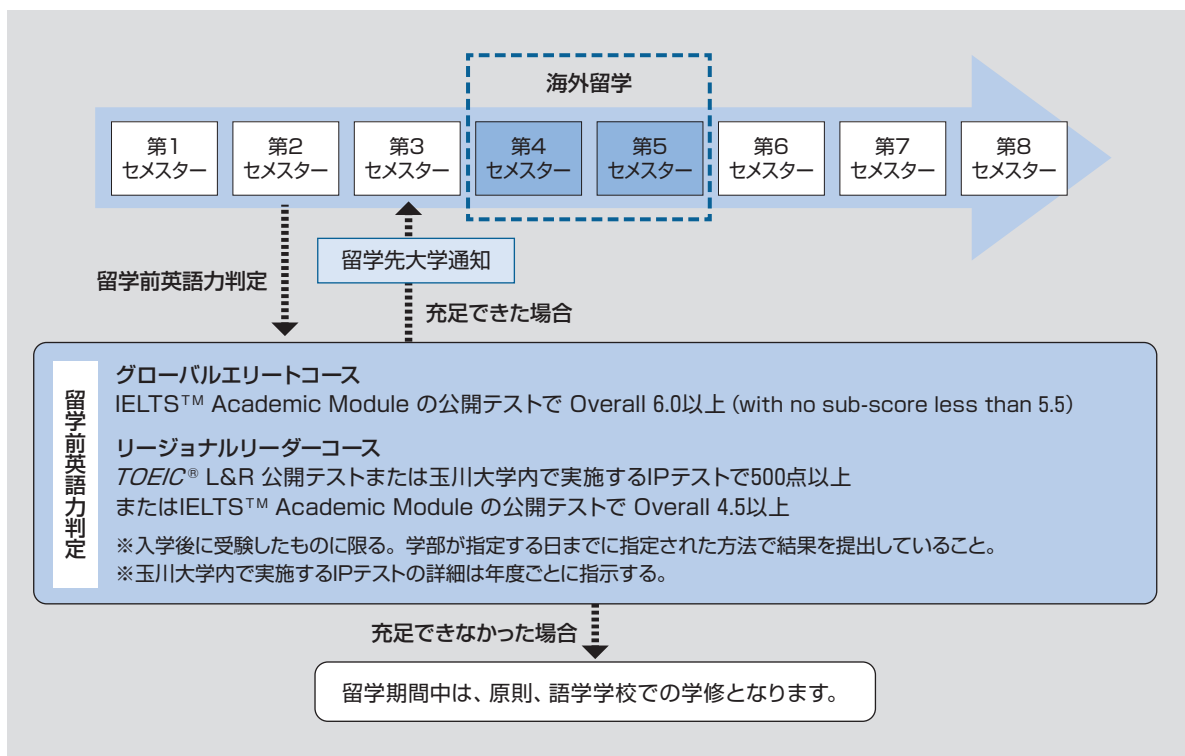 海外留学
第1
セメスター
第2
セメスター
第3
セメスター
第4
セメスター
第5
セメスター
第6
セメスター
第7
セメスター
第8
セメスター
留学先大学通知
留学前英語力判定
充足できた場合
留学前英語力判定
グローバルエリートコース
IELTS™ Academic Module の公開テストで Overall 6.0以上 (with no sub-score less than 5.5)
リージョナルリーダーコース
TOEIC® L&R 公開テストまたは玉川大学内で実施するIPテストで500点以上
またはIELTS™ Academic Module の公開テストで Overall 4.5以上
※入学後に受験したものに限る。学部が指定する日までに指定された方法で結果を提出していること。
※玉川大学内で実施するIPテストの詳細は年度ごとに指示する。
充足できなかった場合
留学期間中は、原則、語学学校での学修となります。